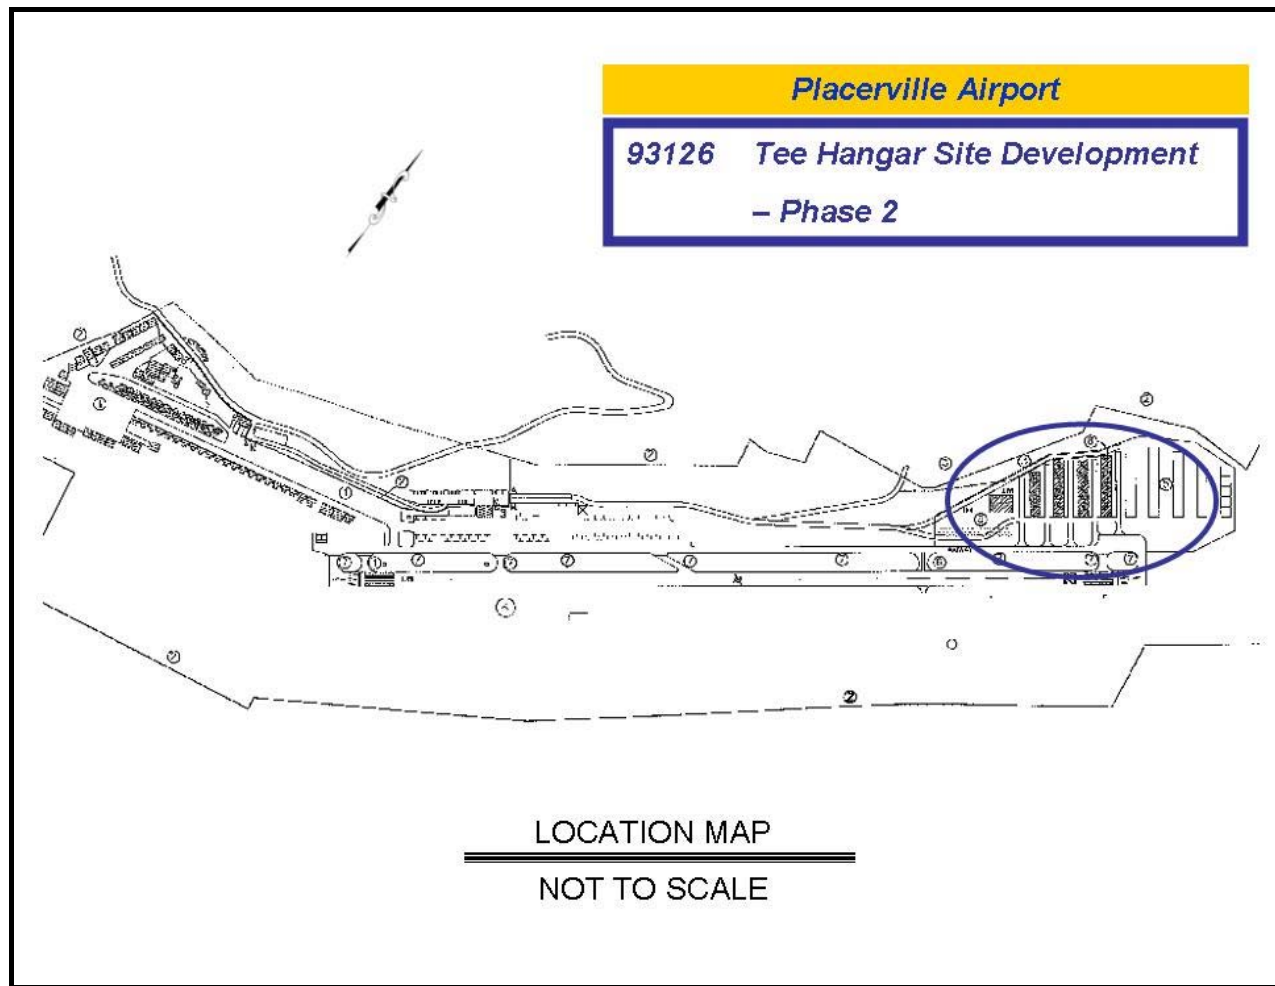 Placerville Airport
93126 Tee Hangar Site Development
– Phase 2
LOCATION MAP
NOT TO SCALE